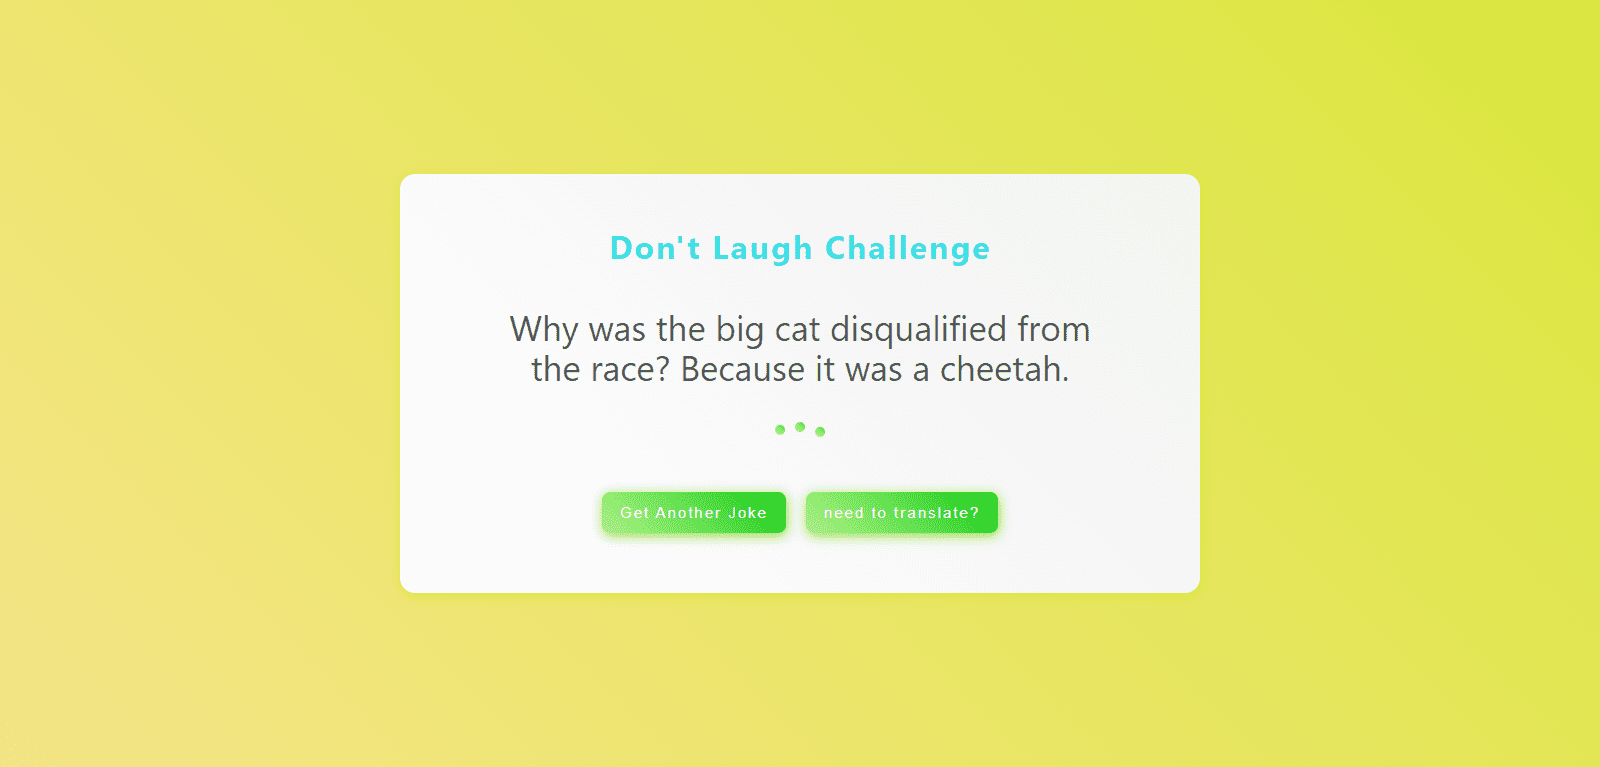 Don't Laugh Challenge
Why was the big cat disqualified from
the race? Because it was a cheetah.
Get Another Joke
need to translate?